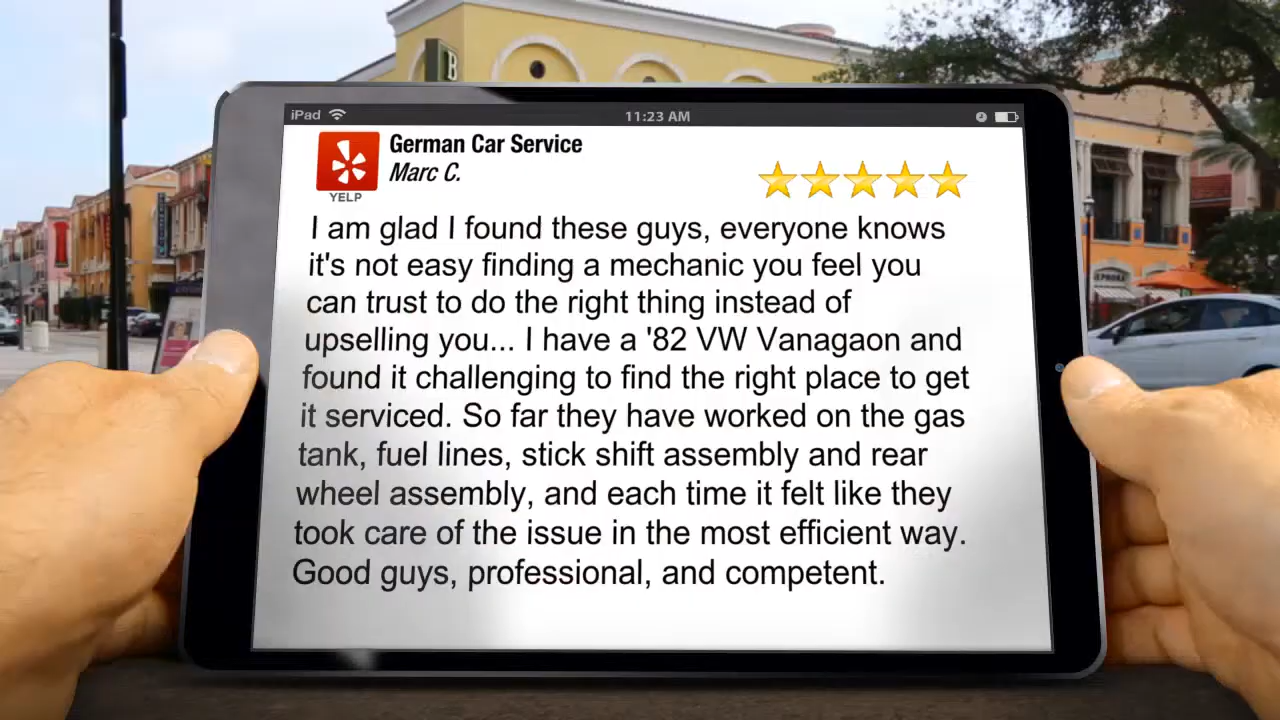 B
iPad
11:23 AM
German Car Service
Marc C.
YELP
I am glad I found these guys, everyone knows
it's not easy finding a mechanic you feel you
can trust to do the right thing instead of
upselling you... I have a '82 VW Vanagaon and
found it challenging to find the right place to get
it serviced. So far they have worked on the gas
tank, fuel lines, stick shift assembly and rear
wheel assembly, and each time it felt like they
took care of the issue in the most efficient way.
Good guys, professional, and competent.
SEPHORA